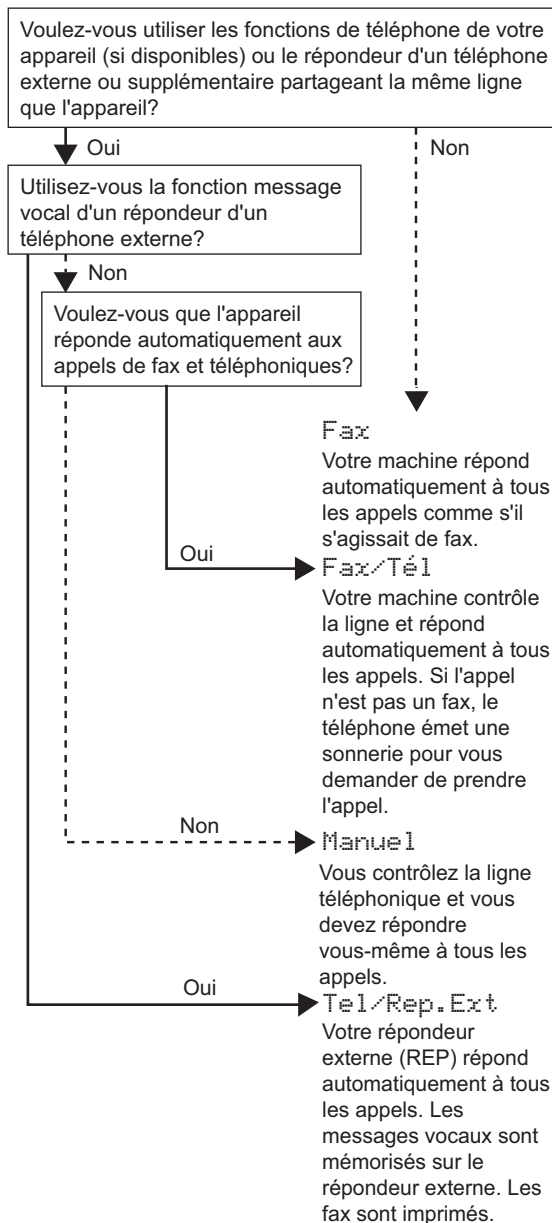 Voulez-vous utiliser les fonctions de téléphone de votre
appareil (si disponibles) ou le répondeur d'un téléphone
externe ou supplémentaire partageant la même ligne
que l'appareil?
Oui
Non
Utilisez-vous la fonction message
vocal d'un répondeur d'un
téléphone externe?
Non
Voulez-vous que l'appareil
réponde automatiquement aux
appels de fax et téléphoniques?
Fax
Votre machine répond
automatiquement à tous
les appels comme s'il
s'agissait de fax.
Oui
Fax/Tél
Votre machine contrôle
la ligne et répond
automatiquement à tous
les appels. Si l'appel
n'est pas un fax, le
téléphone émet une
sonnerie pour vous
demander de prendre
l'appel.
Non
Manuel
Vous contrôlez la ligne
téléphonique et vous
devez répondre
vous-même à tous les
appels.
Oui
Tel/Rep.Ext
Votre répondeur
externe (REP) répond
automatiquement à tous
les appels. Les
messages vocaux sont
mémorisés sur le
répondeur externe. Les
fax sont imprimés.